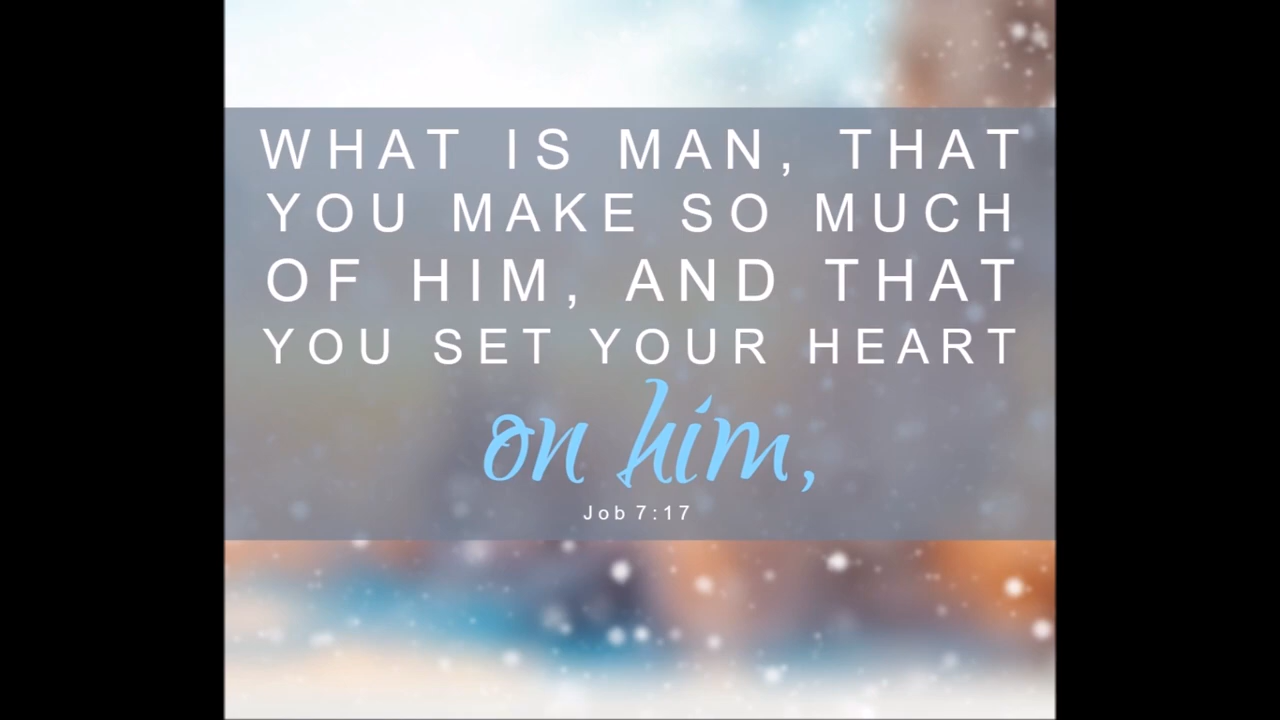 WHAT IS MAN, THAT
YOU MAKE SO MUCH
OF HIM, AND THAT
YOU SET YOUR HEART
on him,
Job 7:17